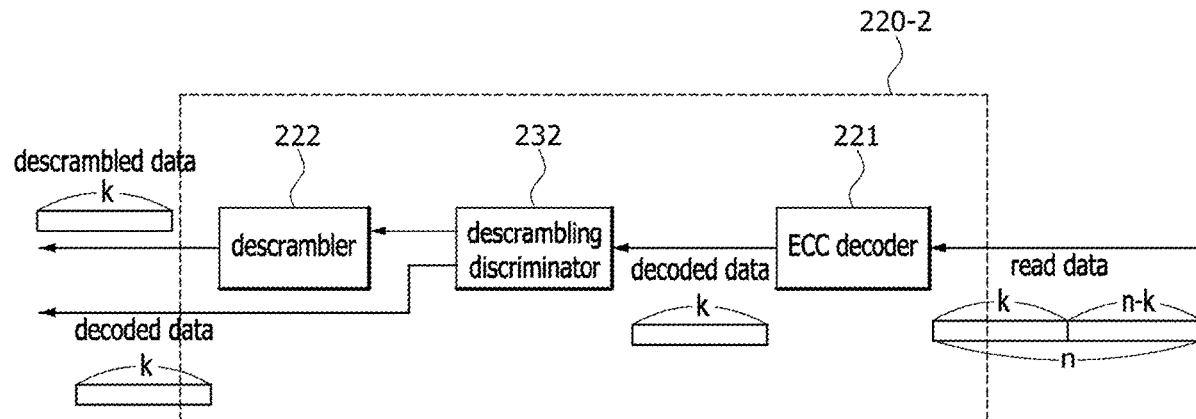 220-2
222
232
221
descrambled data
k
descrambler
descrambling
discriminator
decoded data
k
ECC decoder
read data
k
n-k
n
decoded data
k